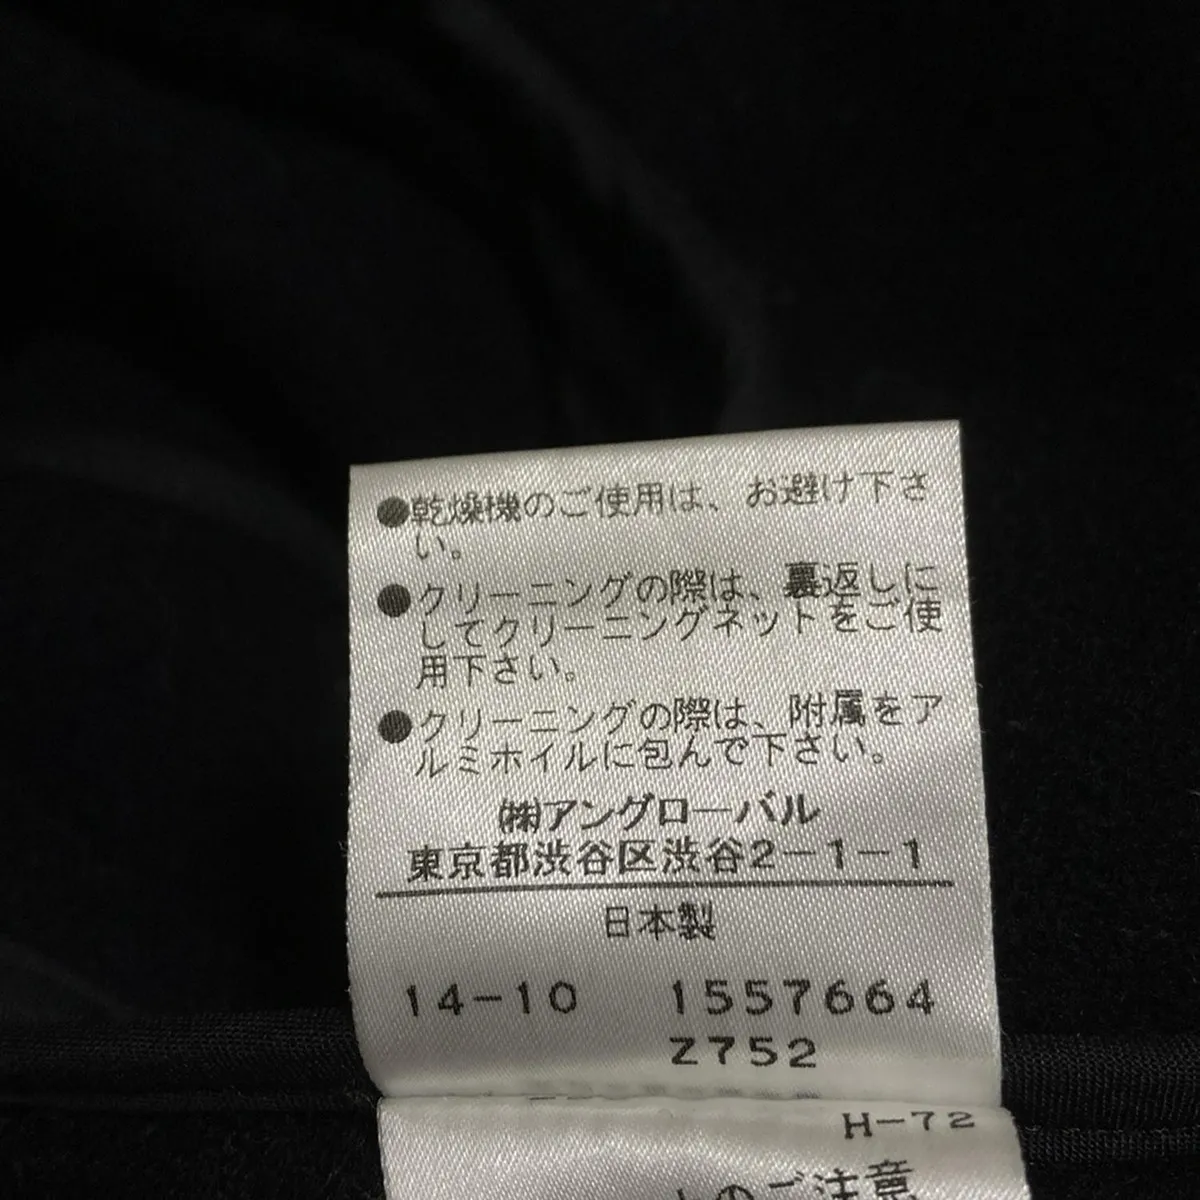 ●乾燥機のご使用は、お避け下さ
い。
●クリーニングの際は、裏返しに
してクリーニングネットをご使
用下さい。
●クリーニングの際は、附属をア
ルミホイルに包んで下さい。
㈱アングローバル
東京都渋谷区渋谷2-1-1
日本製
14-10 1557664
Z752
H-72
のご注意